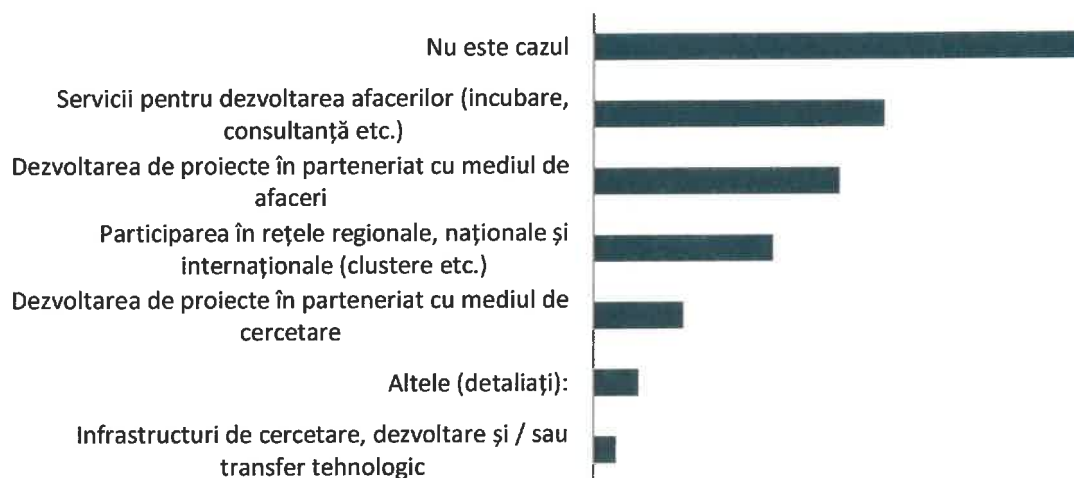 Nu este cazul
Servicii pentru dezvoltarea afacerilor (incubare,
consultanță etc.)
Dezvoltarea de proiecte în parteneriat cu mediul de
afaceri
Participarea în rețele regionale, naționale și
internaționale (clustere etc.)
Dezvoltarea de proiecte în parteneriat cu mediul de
cercetare
Altele (detaliați):
Infrastructuri de cercetare, dezvoltare și / sau
transfer tehnologic